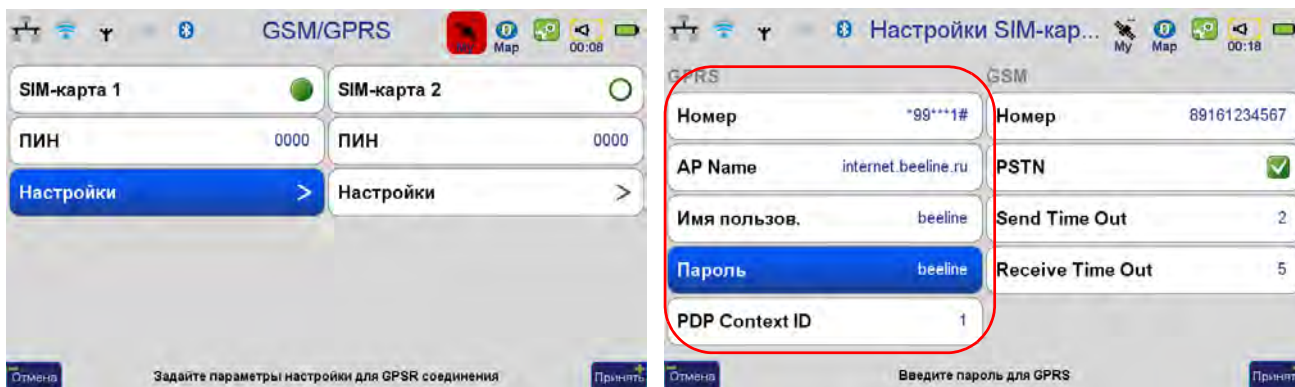 GSM/GPRS
My
Map
00:08
SIM-карта 1
SIM-карта 2
ПИН 0000
ПИН 0000
Настройки >
Настройки >
Отмена
Задайте параметры настройки для GPSR соединения
Принять
Настройки SIM-кар...
My
Map
00:18
GPRS
Номер *99***1#
AP Name internet.beeline.ru
Имя пользов. beeline
Пароль beeline
PDP Context ID 1
GSM
Номер 89161234567
PSTN
Send Time Out 2
Receive Time Out 5
Отмена
Введите пароль для GPRS
Принят